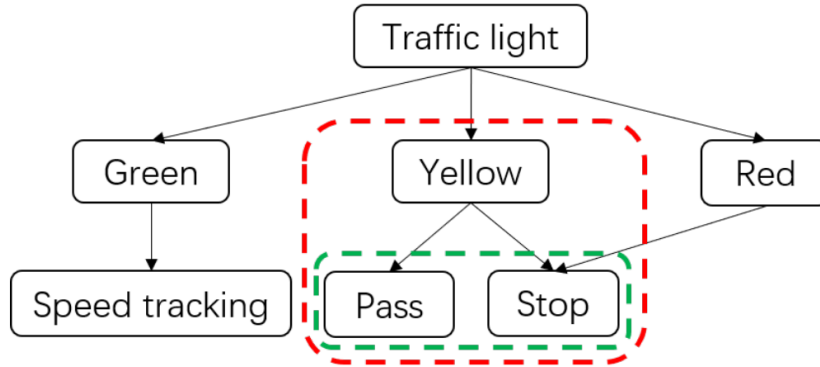 Traffic light
Green
Yellow
Red
Speed tracking
Pass
Stop